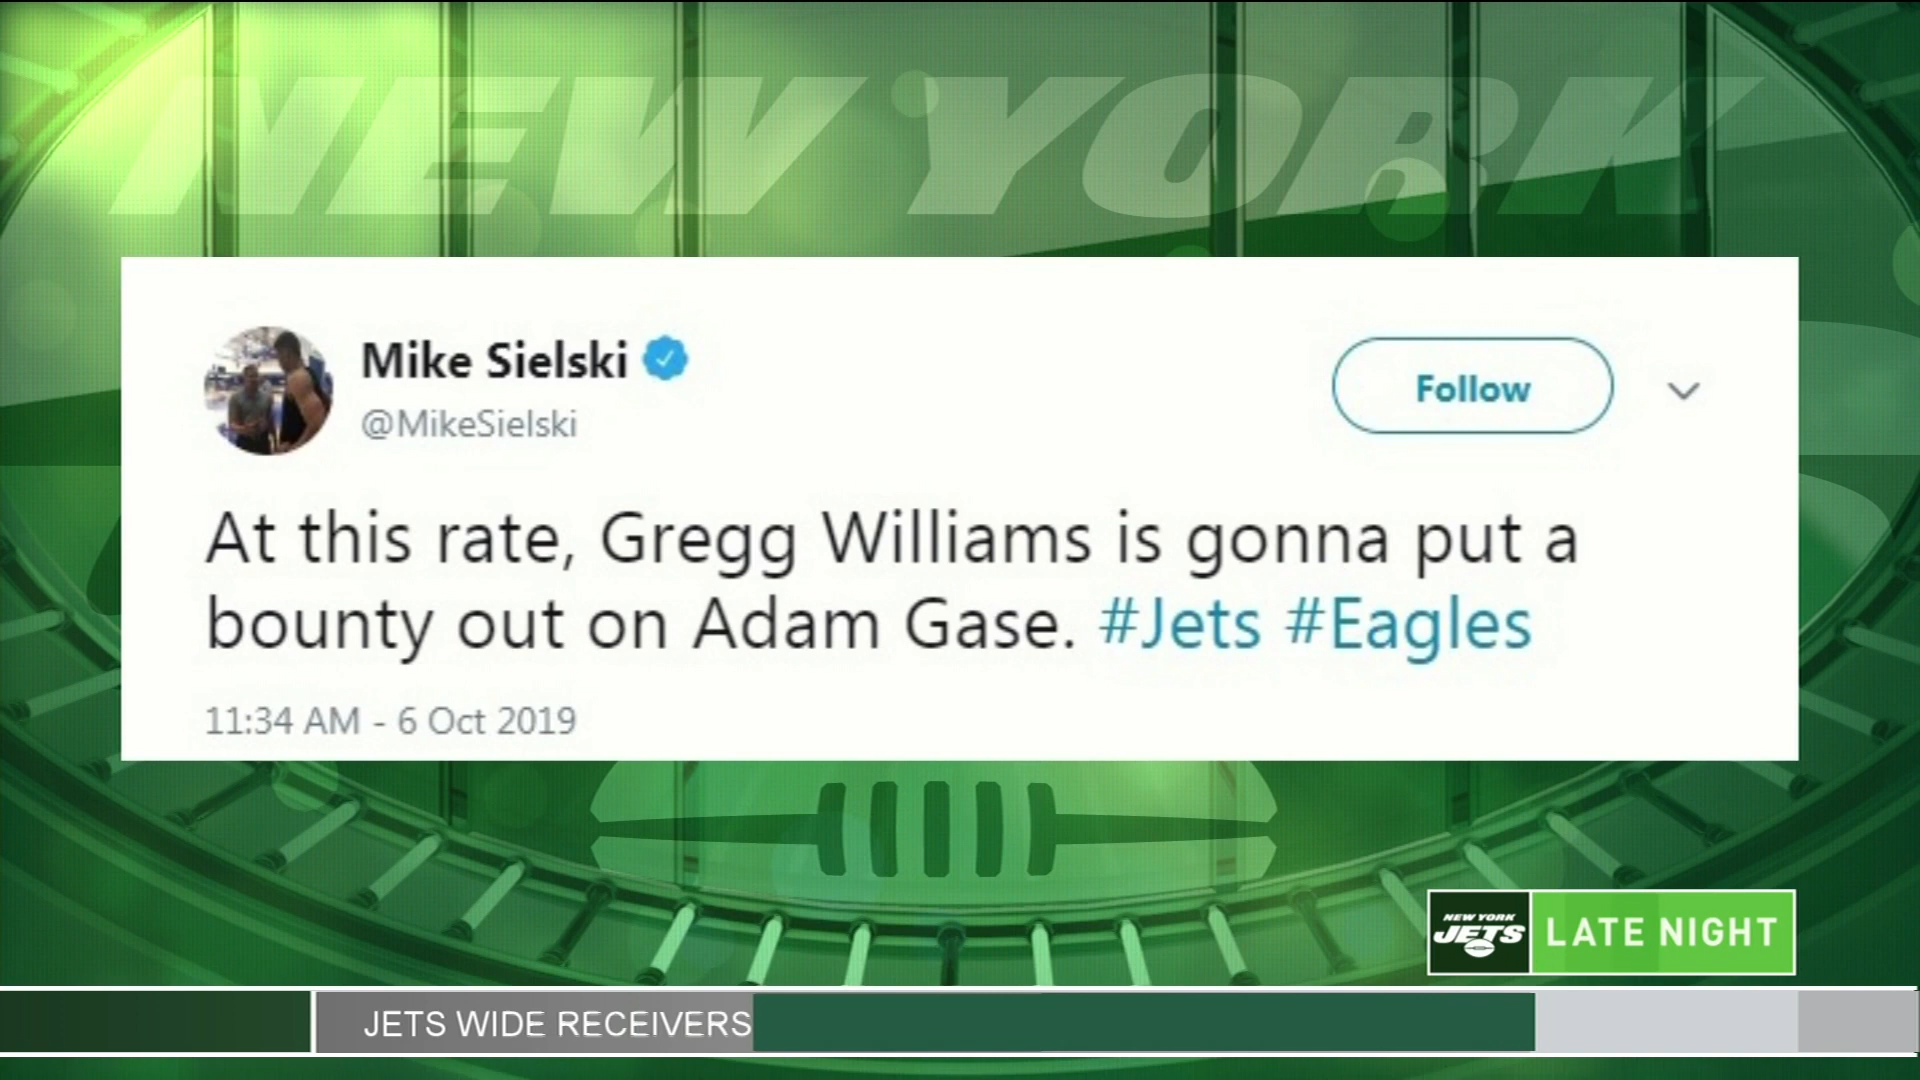 NEW YORK
Mike Sielski
@MikeSielski
Follow
At this rate, Gregg Williams is gonna put a
bounty out on Adam Gase. #Jets #Eagles
11:34 AM - 6 Oct 2019
NEW YORK
JETS
LATE NIGHT
JETS WIDE RECEIVERS